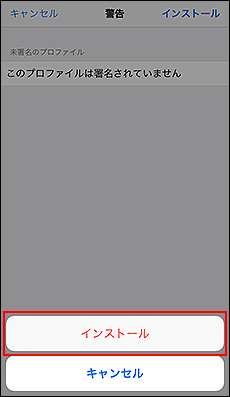 キャンセル 警告 インストール
未署名のプロファイル
このプロファイルは署名されていません
インストール
キャンセル